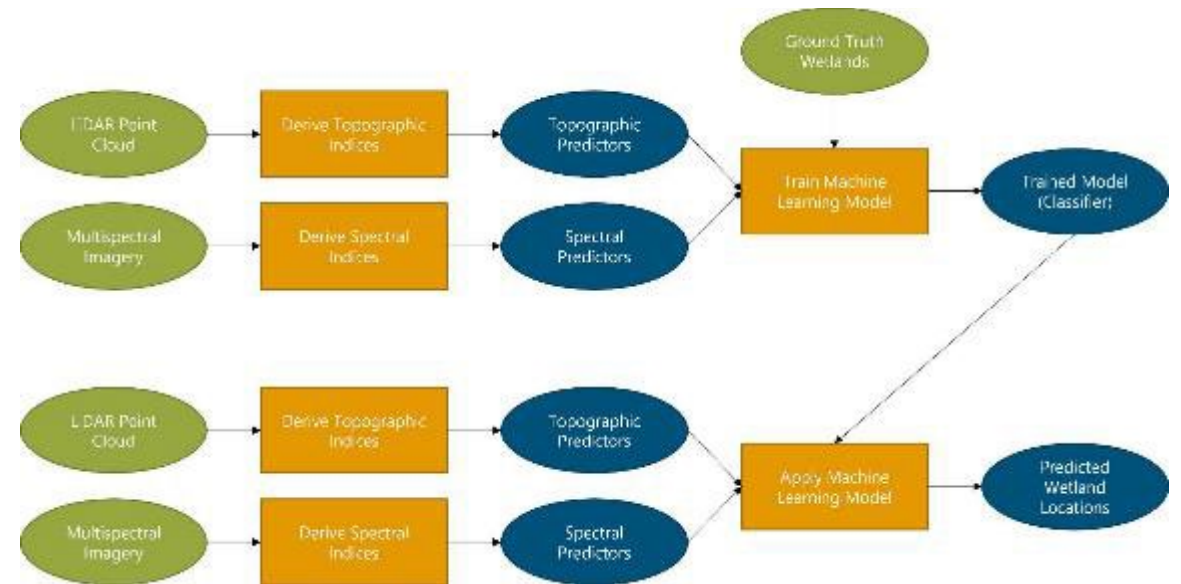 Ground Truth
Wetlands
LIDAR Point
Cloud
Derive Topographic
Indices
Topographic
Predictors
Train Machine
Learning Model
Trained Model
(Classifier)
Multispectral
Imagery
Derive Spectral
Indices
Spectral
Predictors
LIDAR Point
Cloud
Derive Topographic
Indices
Topographic
Predictors
Apply Machine
Learning Model
Predicted
Wetland
Locations
Multispectral
Imagery
Derive Spectral
Indices
Spectral
Predictors